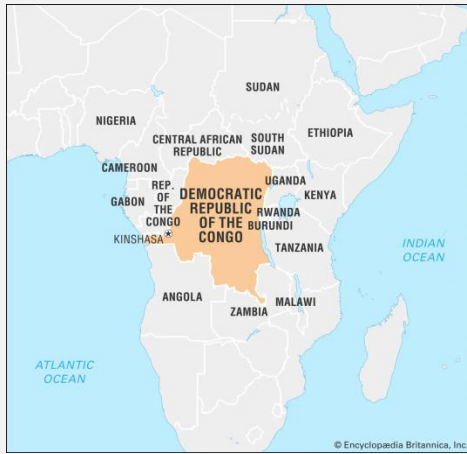 SUDAN
NIGERIA
ETHIOPIA
CENTRAL AFRICAN
REPUBLIC
SOUTH
SUDAN
CAMEROON
UGANDA
KENYA
REP.
OF
THE
CONGO
GABON
DEMOCRATIC
REPUBLIC
OF THE
CONGO
RWANDA
BURUNDI
KINSHASA
TANZANIA
INDIAN
OCEAN
ANGOLA
MALAWI
ZAMBIA
ATLANTIC
OCEAN
© Encyclopædia Britannica, Inc.